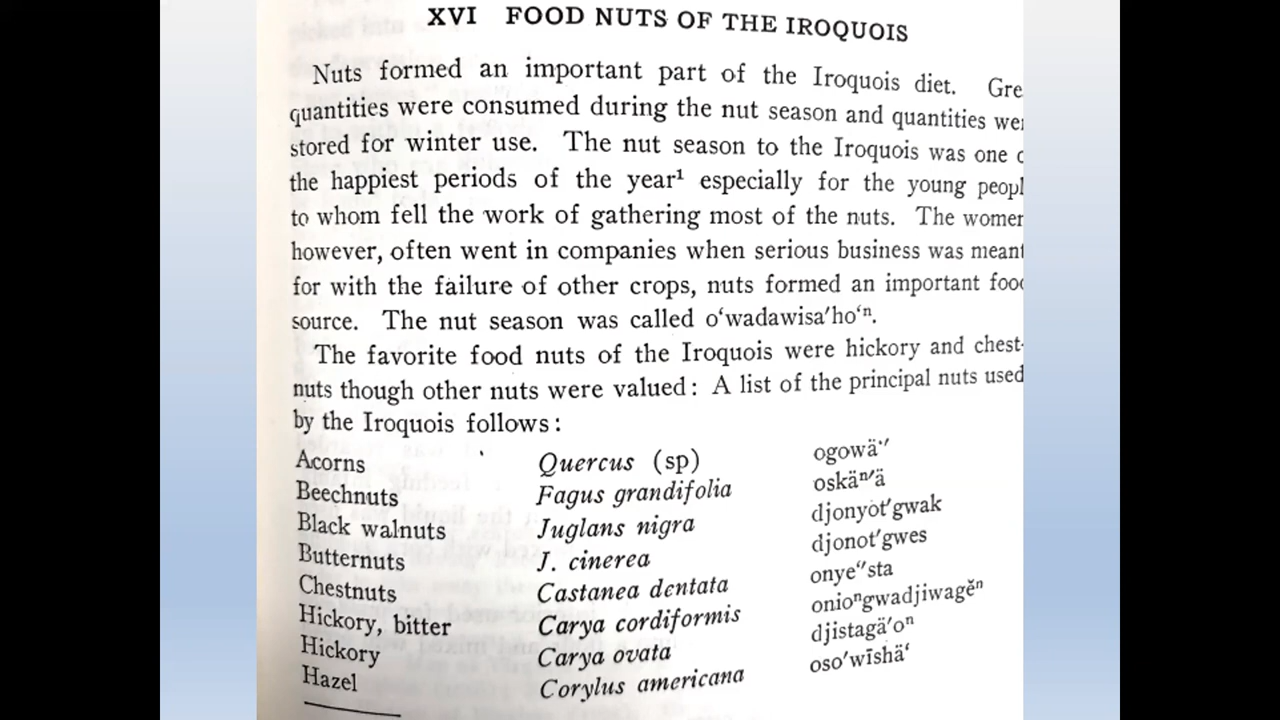 XVI FOOD NUTS OF THE IROQUOIS
Nuts formed an important part of the Iroquois diet. Gre
quantities were consumed during the nut season and quantities wer
stored for winter use. The nut season to the Iroquois was one o
the happiest periods of the year¹ especially for the young peopl
to whom fell the work of gathering most of the nuts. The women
however, often went in companies when serious business was meant
for with the failure of other crops, nuts formed an important food
source. The nut season was called oʻwadawisa′hoʻⁿ.
The favorite food nuts of the Iroquois were hickory and chest-
nuts though other nuts were valued: A list of the principal nuts used
by the Iroquois follows:
Acorns Quercus (sp) ogowä‘′
Beechnuts Fagus grandifolia oskäⁿ′ä
Black walnuts Juglans nigra djonyot′gwak
Butternuts J. cinerea djonot′gwes
Chestnuts Castanea dentata onye‘′sta
Hickory, bitter Carya cordiformis onioⁿgwadjiwagĕⁿ
Hickory Carya ovata djistagä′oⁿ
Hazel Corylus americana oso′wīshäʻ